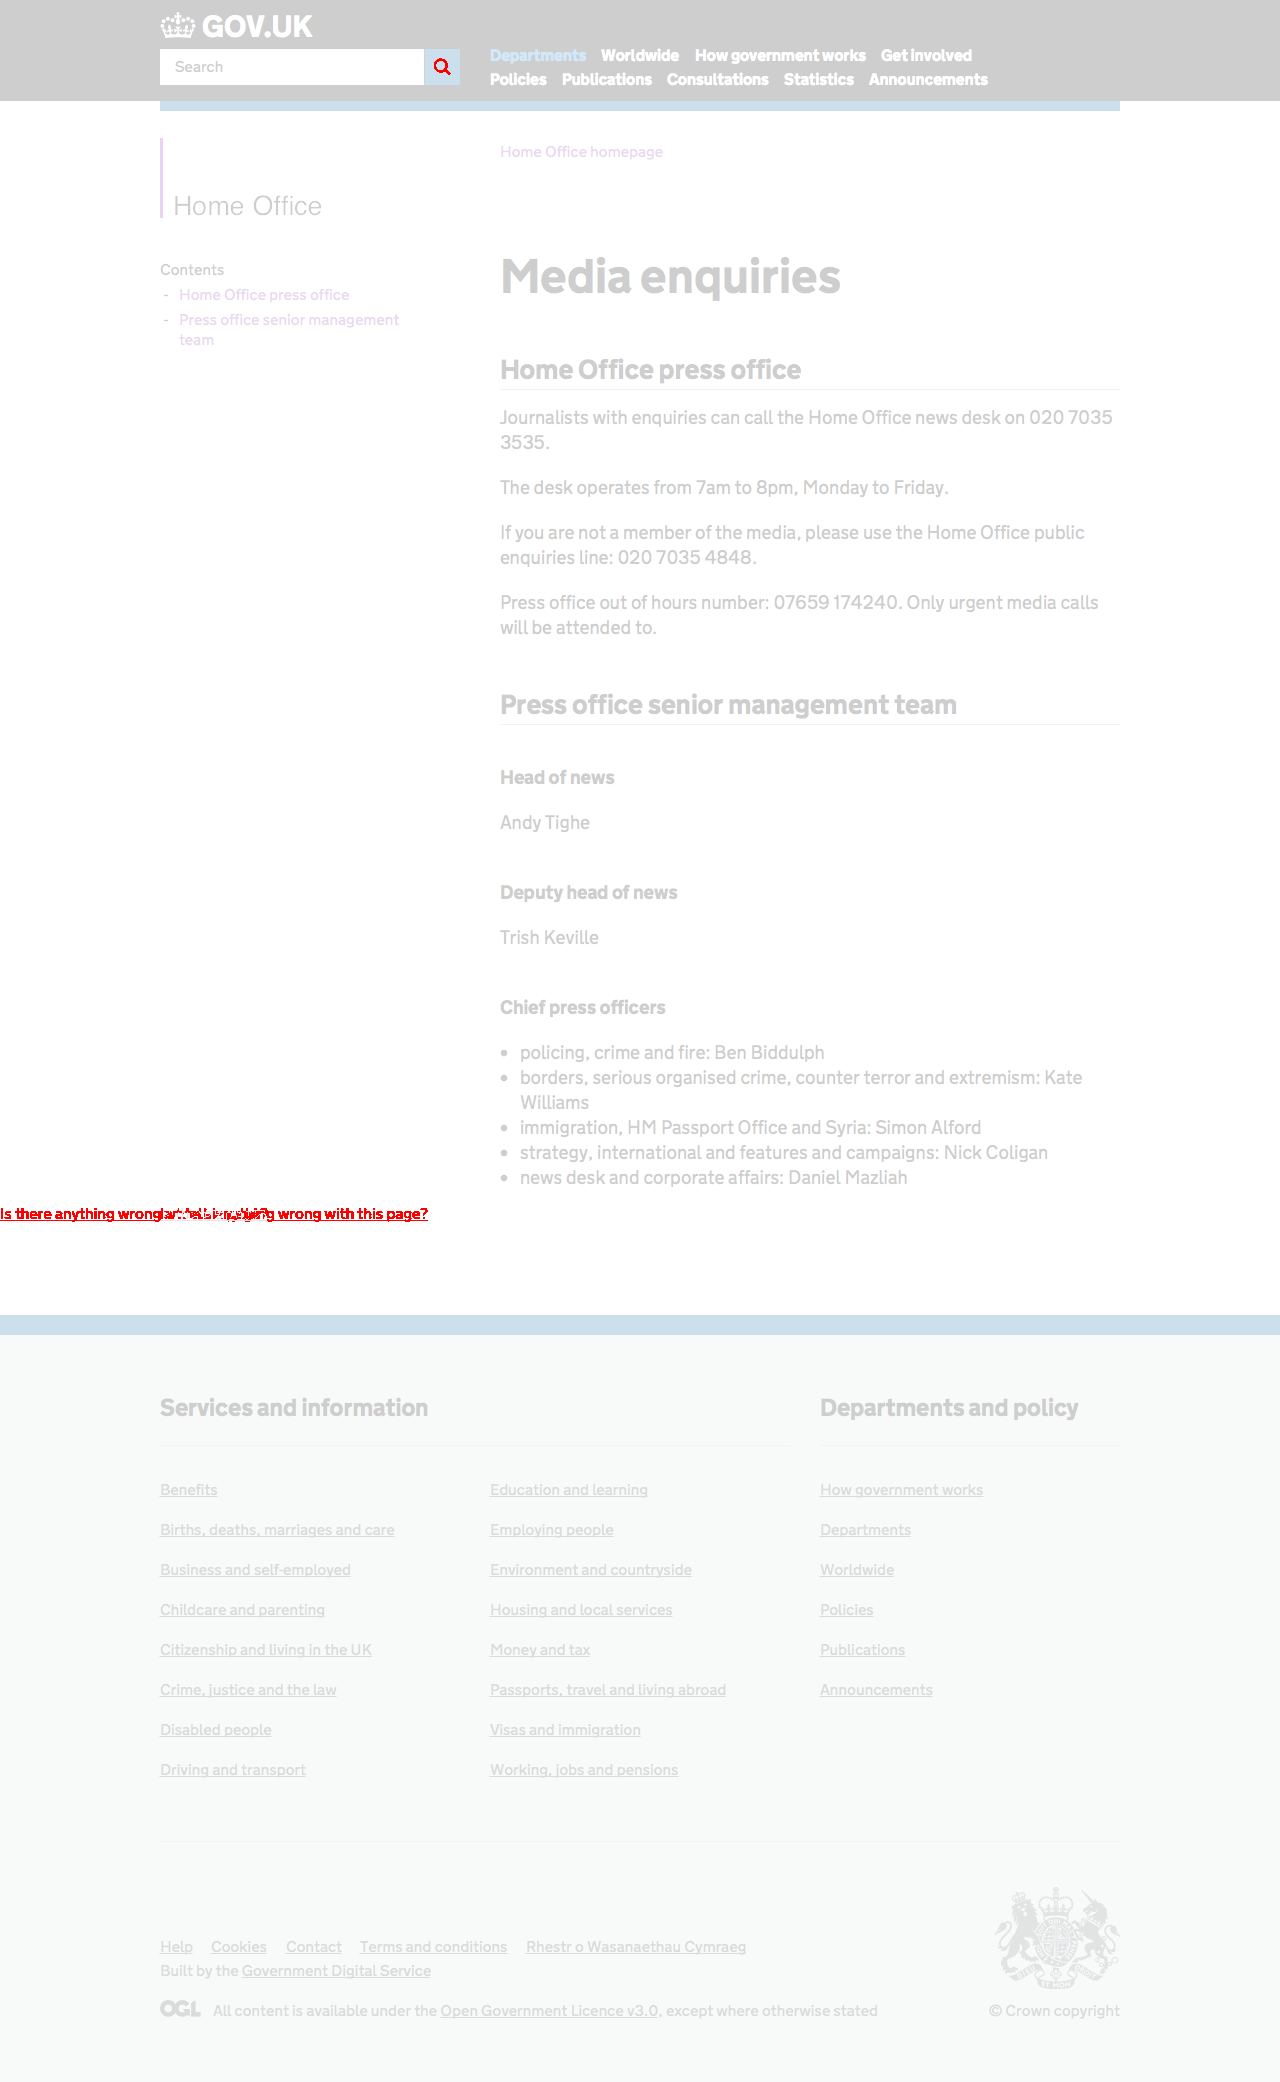 GOV.UK
Search
Departments Worldwide How government works Get involved
Policies Publications Consultations Statistics Announcements
Home Office
Home Office homepage
Contents
- Home Office press office
- Press office senior management
team
Media enquiries
Home Office press office
Journalists with enquiries can call the Home Office news desk on 020 7035
3535.
The desk operates from 7am to 8pm, Monday to Friday.
If you are not a member of the media, please use the Home Office public
enquiries line: 020 7035 4848.
Press office out of hours number: 07659 174240. Only urgent media calls
will be attended to.
Press office senior management team
Head of news
Andy Tighe
Deputy head of news
Trish Keville
Chief press officers
• policing, crime and fire: Ben Biddulph
• borders, serious organised crime, counter terror and extremism: Kate
Williams
• immigration, HM Passport Office and Syria: Simon Alford
• strategy, international and features and campaigns: Nick Coligan
• news desk and corporate affairs: Daniel Mazliah
Is there anything wrong wrong with this page?
Services and information
Benefits
Births, deaths, marriages and care
Business and self-employed
Childcare and parenting
Citizenship and living in the UK
Crime, justice and the law
Disabled people
Driving and transport
Education and learning
Employing people
Environment and countryside
Housing and local services
Money and tax
Passports, travel and living abroad
Visas and immigration
Working, jobs and pensions
Departments and policy
How government works
Departments
Worldwide
Policies
Publications
Announcements
Help Cookies Contact Terms and conditions Rhestr o Wasanaethau Cymraeg
Built by the Government Digital Service
OGL All content is available under the Open Government Licence v3.0, except where otherwise stated
© Crown copyright